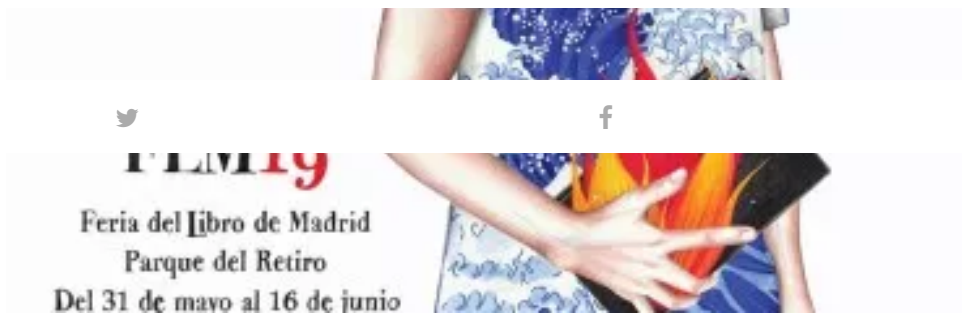 FLM19
Feria del Libro de Madrid
Parque del Retiro
Del 31 de mayo al 16 de junio